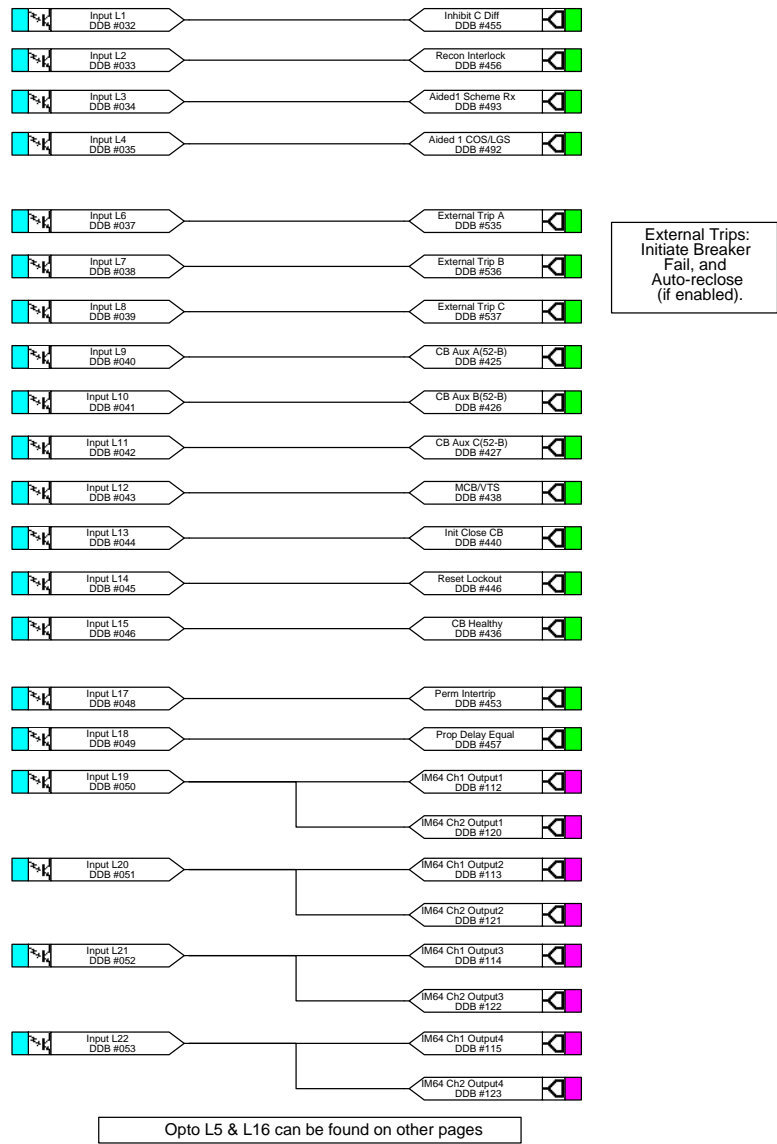 Input L1
DDB #032
Inhibit C Diff
DDB #455
Input L2
DDB #033
Recon Interlock
DDB #456
Input L3
DDB #034
Aided1 Scheme Rx
DDB #493
Input L4
DDB #035
Aided 1 COS/LGS
DDB #492
Input L6
DDB #037
External Trip A
DDB #535
External Trips:
Initiate Breaker
Fail, and
Auto-reclose
(if enabled).
Input L7
DDB #038
External Trip B
DDB #536
Input L8
DDB #039
External Trip C
DDB #537
Input L9
DDB #040
CB Aux A(52-B)
DDB #425
Input L10
DDB #041
CB Aux B(52-B)
DDB #426
Input L11
DDB #042
CB Aux C(52-B)
DDB #427
Input L12
DDB #043
MCB/VTS
DDB #438
Input L13
DDB #044
Init Close CB
DDB #440
Input L14
DDB #045
Reset Lockout
DDB #446
Input L15
DDB #046
CB Healthy
DDB #436
Input L17
DDB #048
Perm Intertrip
DDB #453
Input L18
DDB #049
Prop Delay Equal
DDB #457
Input L19
DDB #050
IM64 Ch1 Output1
DDB #112
IM64 Ch2 Output1
DDB #120
Input L20
DDB #051
IM64 Ch1 Output2
DDB #113
IM64 Ch2 Output2
DDB #121
Input L21
DDB #052
IM64 Ch1 Output3
DDB #114
IM64 Ch2 Output3
DDB #122
Input L22
DDB #053
IM64 Ch1 Output4
DDB #115
IM64 Ch2 Output4
DDB #123
Opto L5 & L16 can be found on other pages